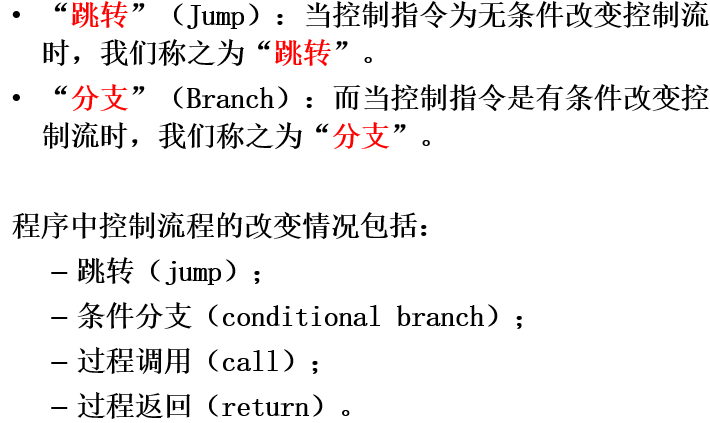 • “跳转”（Jump）：当控制指令为无条件改变控制流
时，我们称之为“跳转”。
• “分支”（Branch）：而当控制指令是有条件改变控
制流时，我们称之为“分支”。
程序中控制流程的改变情况包括：
– 跳转（jump）；
– 条件分支（conditional branch）；
– 过程调用（call）；
– 过程返回（return）。